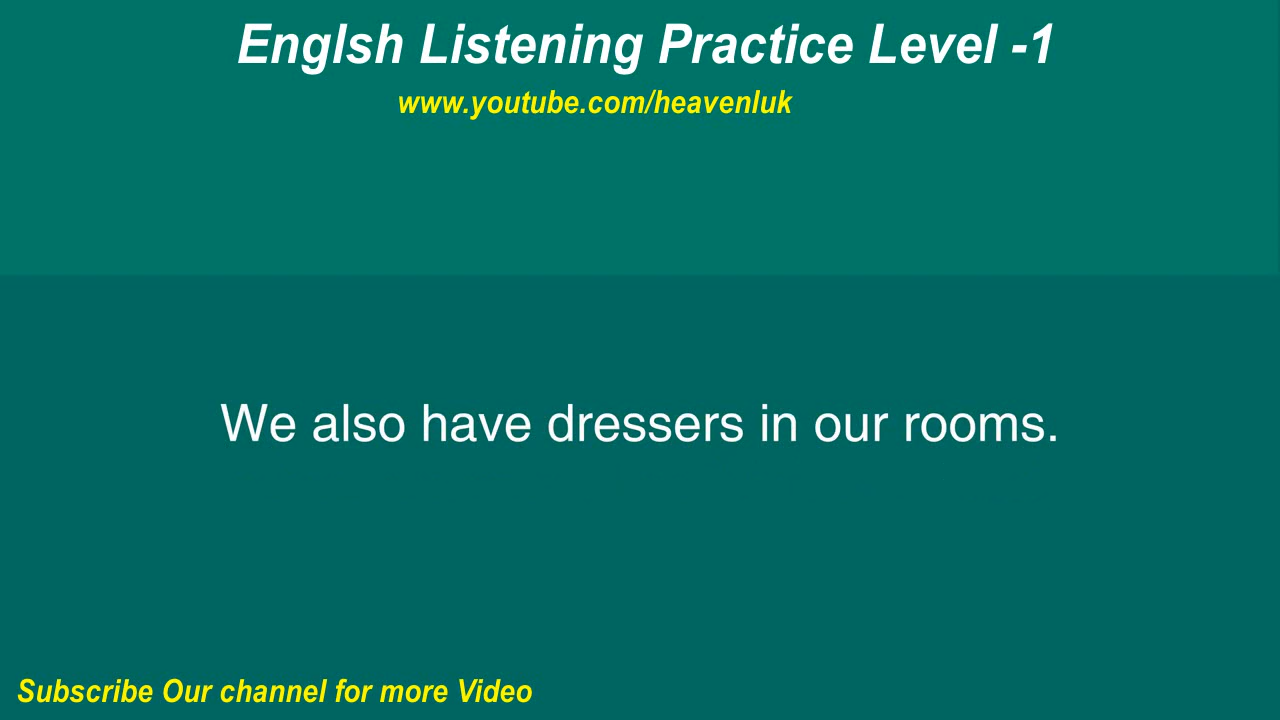 Englsh Listening Practice Level -1
www.youtube.com/heavenluk
We also have dressers in our rooms.
Subscribe Our channel for more Video